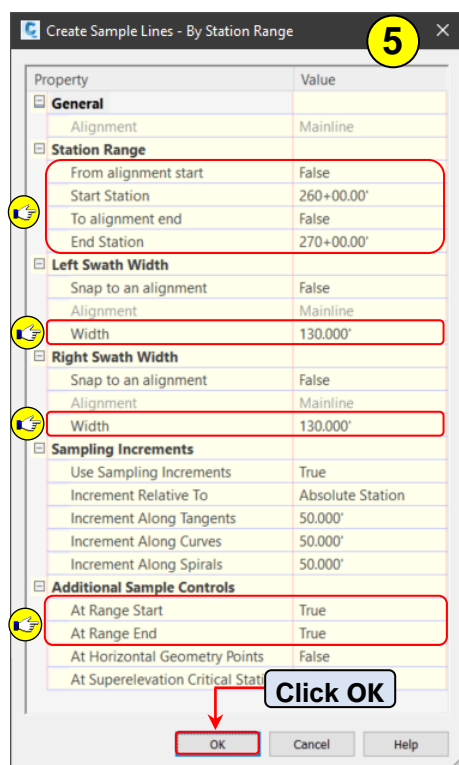 Create Sample Lines - By Station Range
5
Property Value
General
Alignment Mainline
Station Range
From alignment start False
Start Station 260+00.00'
To alignment end False
End Station 270+00.00'
Left Swath Width
Snap to an alignment False
Alignment Mainline
Width 130.000'
Right Swath Width
Snap to an alignment False
Alignment Mainline
Width 130.000'
Sampling Increments
Use Sampling Increments True
Increment Relative To Absolute Station
Increment Along Tangents 50.000'
Increment Along Curves 50.000'
Increment Along Spirals 50.000'
Additional Sample Controls
At Range Start True
At Range End True
At Horizontal Geometry Points False
At Superelevation Critical
Click OK
OK Cancel Help